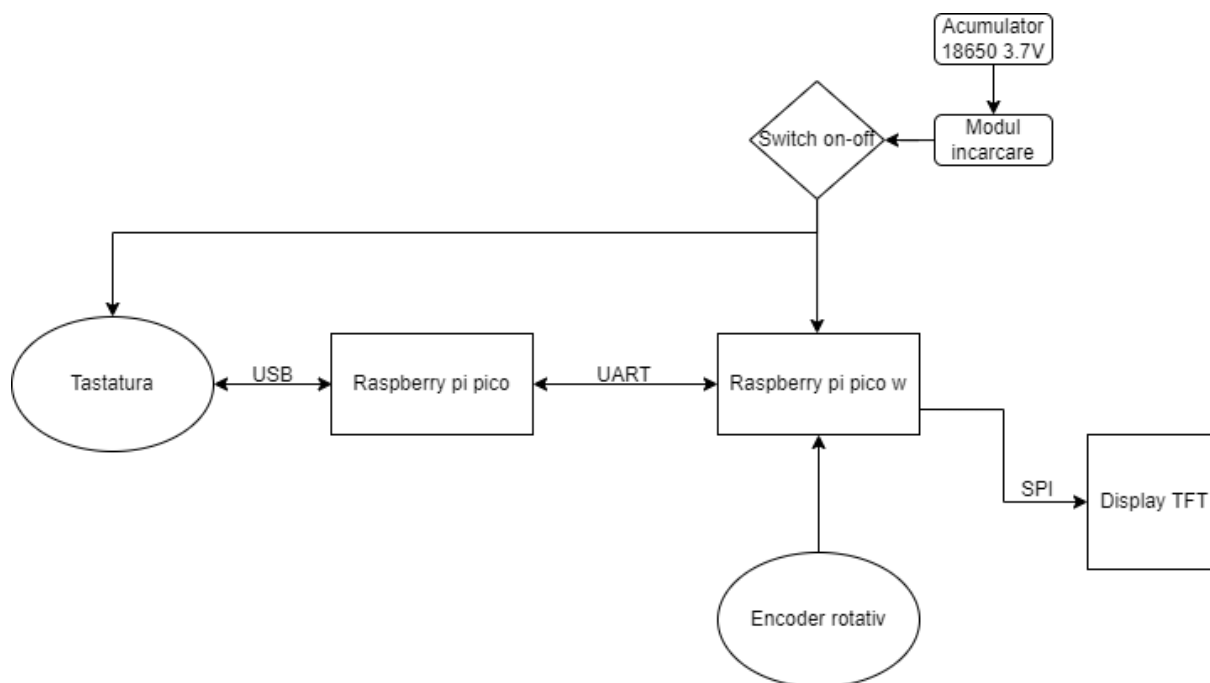 Acumulator
18650 3.7V
Switch on-off
Modul
incarcare
Tastatura
USB
Raspberry pi pico
UART
Raspberry pi pico w
SPI
Display TFT
Encoder rotativ